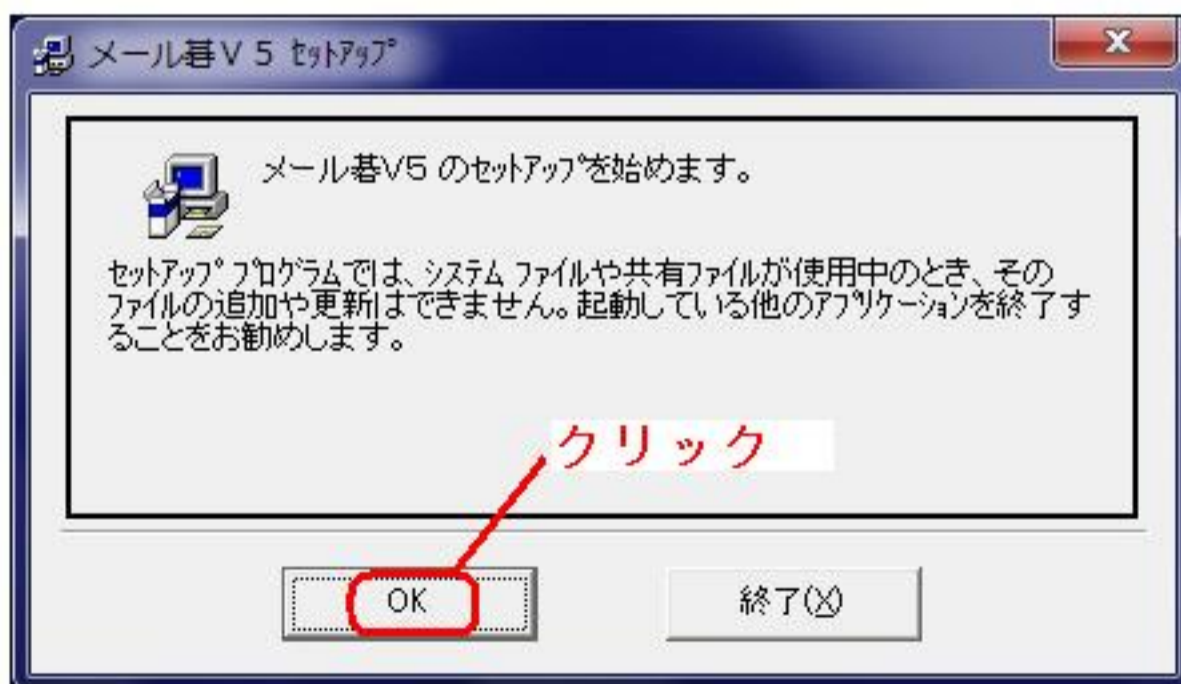 メール碁V 5 ｾｯﾄｱｯﾌﾟ
メール碁V5 のｾｯﾄｱｯﾌﾟを始めます。
ｾｯﾄｱｯﾌﾟ ﾌﾟﾛｸﾞﾗﾑでは、ｼｽﾃﾑ ﾌｧｲﾙや共有ﾌｧｲﾙが使用中のとき、その
ﾌｧｲﾙの追加や更新はできません。起動している他のｱﾌﾟﾘｹｰｼｮﾝを終了す
ることをお勧めします。
クリック
OK
終了(X)